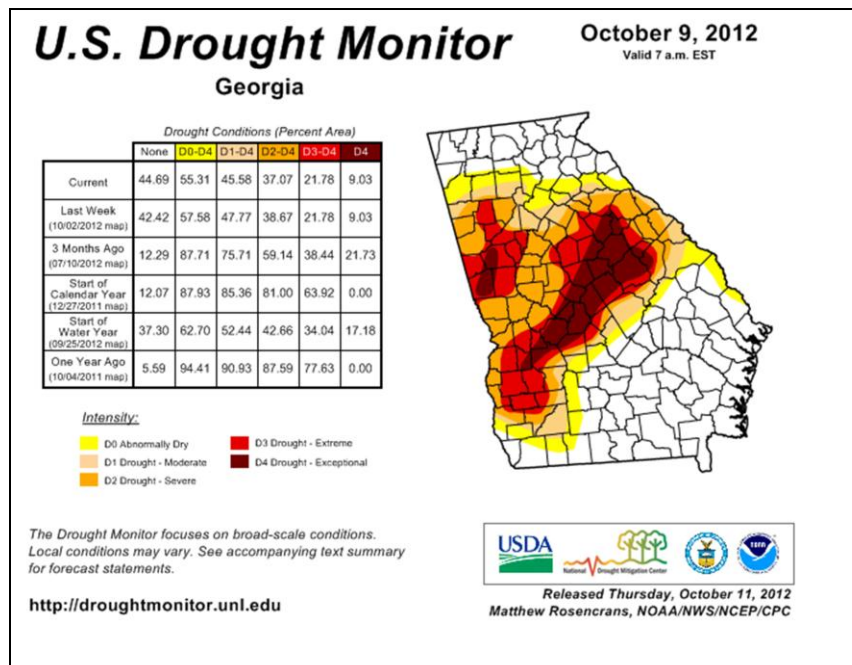 U.S. Drought Monitor
October 9, 2012
Valid 7 a.m. EST
Georgia
Drought Conditions (Percent Area)
None D0-D4 D1-D4 D2-D4 D3-D4 D4
Current 44.69 55.31 45.58 37.07 21.78 9.03
Last Week
(10/02/2012 map) 42.42 57.58 47.77 38.67 21.78 9.03
3 Months Ago
(07/10/2012 map) 12.29 87.71 75.71 59.14 38.44 21.73
Start of
Calendar Year
(12/27/2011 map) 12.07 87.93 85.36 81.00 63.92 0.00
Start of
Water Year
(09/25/2012 map) 37.30 62.70 52.44 42.66 34.04 17.18
One Year Ago
(10/04/2011 map) 5.59 94.41 90.93 87.59 77.63 0.00
Intensity:
D0 Abnormally Dry
D1 Drought - Moderate
D2 Drought - Severe
D3 Drought - Extreme
D4 Drought - Exceptional
The Drought Monitor focuses on broad-scale conditions.
Local conditions may vary. See accompanying text summary
for forecast statements.
http://droughtmonitor.unl.edu
USDA
National Drought Mitigation Center
Released Thursday, October 11, 2012
Matthew Rosencrans, NOAA/NWS/NCEP/CPC